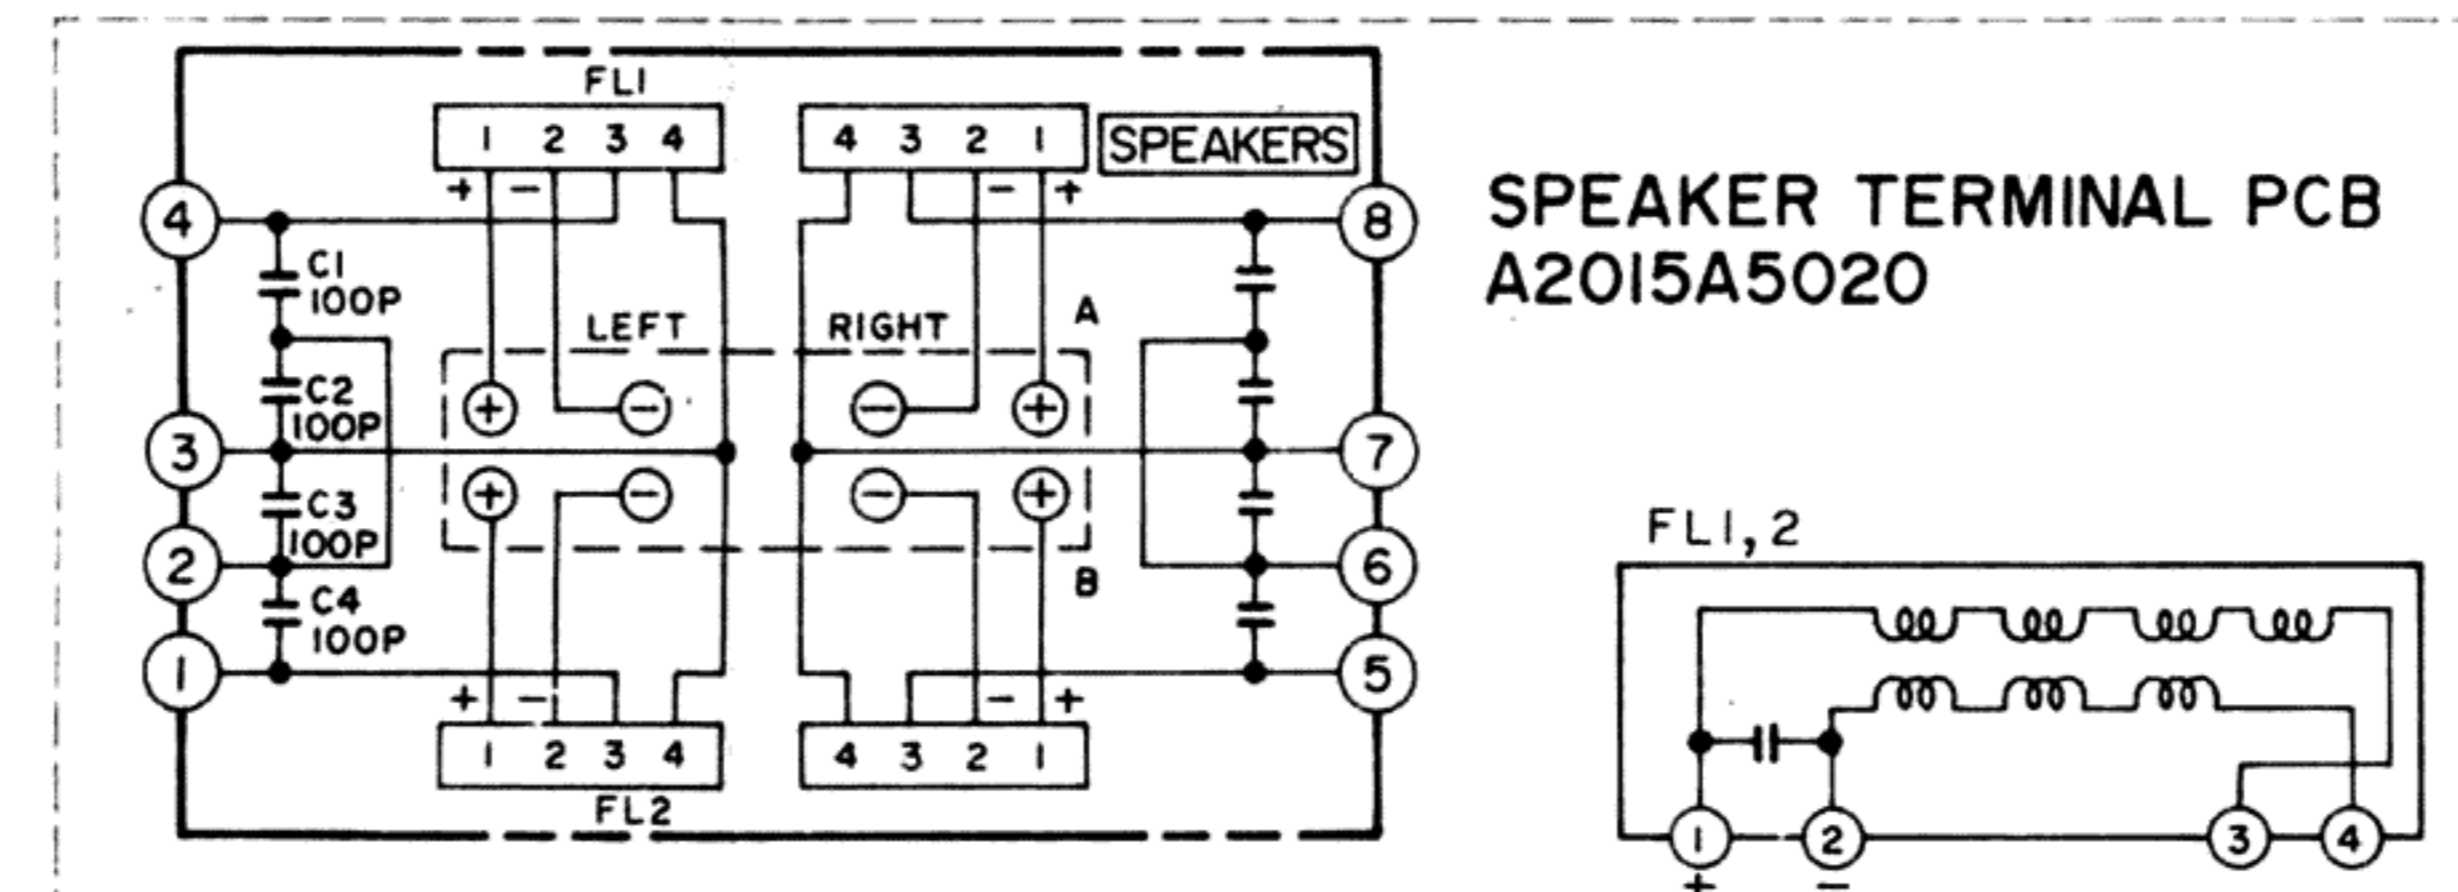 FL1
1 2 3 4
4 3 2 1
SPEAKERS
+ −
− +
4
8
SPEAKER TERMINAL PCB
A2015A5020
C1
100P
LEFT
RIGHT
A
C2
100P
+ −
− +
3
7
+ −
− +
C3
100P
FL1,2
2
6
B
C4
100P
1
5
+ −
− +
1 2 3 4
4 3 2 1
FL2
1 2 3 4
+ −